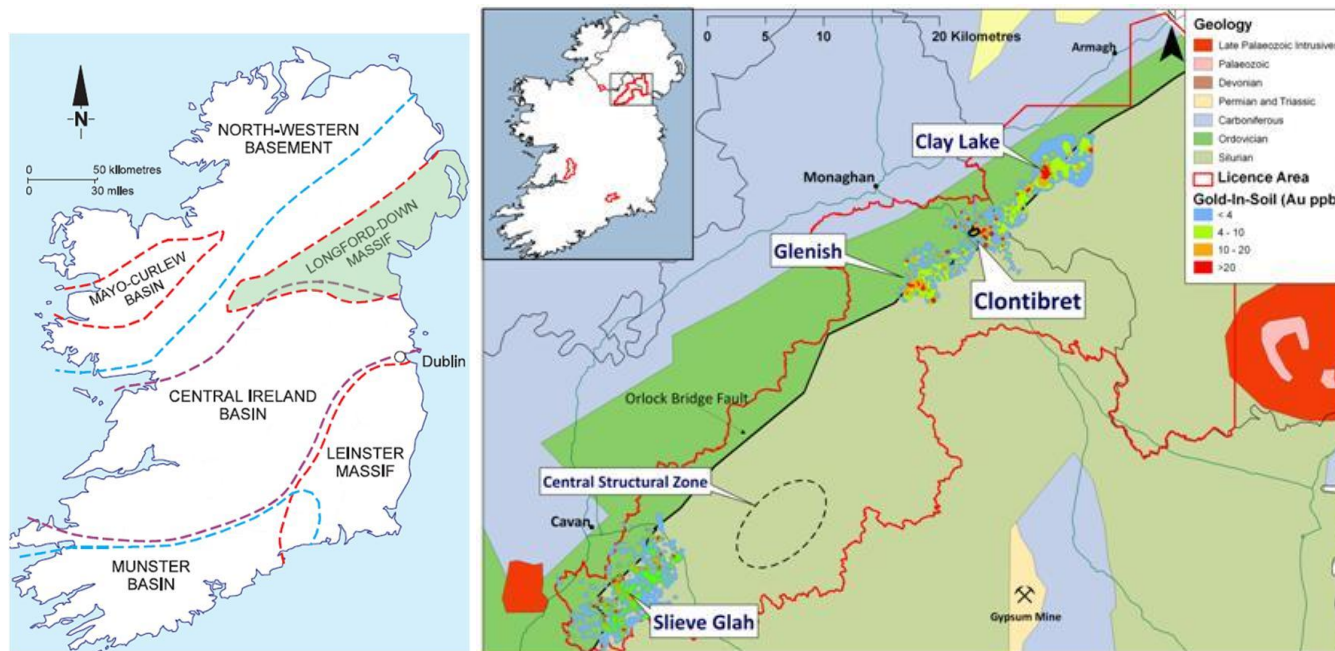 N
0 50 kilometres
0 30 miles
NORTH-WESTERN
BASEMENT
LONGFORD-DOWN
MASSIF
MAYO-CURLEW
BASIN
Dublin
CENTRAL IRELAND
BASIN
LEINSTER
MASSIF
MUNSTER
BASIN
0 5 10 20 Kilometres
Armagh
Clay Lake
Monaghan
Glenish
Clontibret
Orlock Bridge Fault
Central Structural Zone
Cavan
Slieve Glah
Gypsum Mine
Geology
Late Palaeozoic Intrusives
Palaeozoic
Devonian
Permian and Triassic
Carboniferous
Ordovician
Silurian
Licence Area
Gold-In-Soil (Au ppb)
< 4
4 - 10
10 - 20
>20